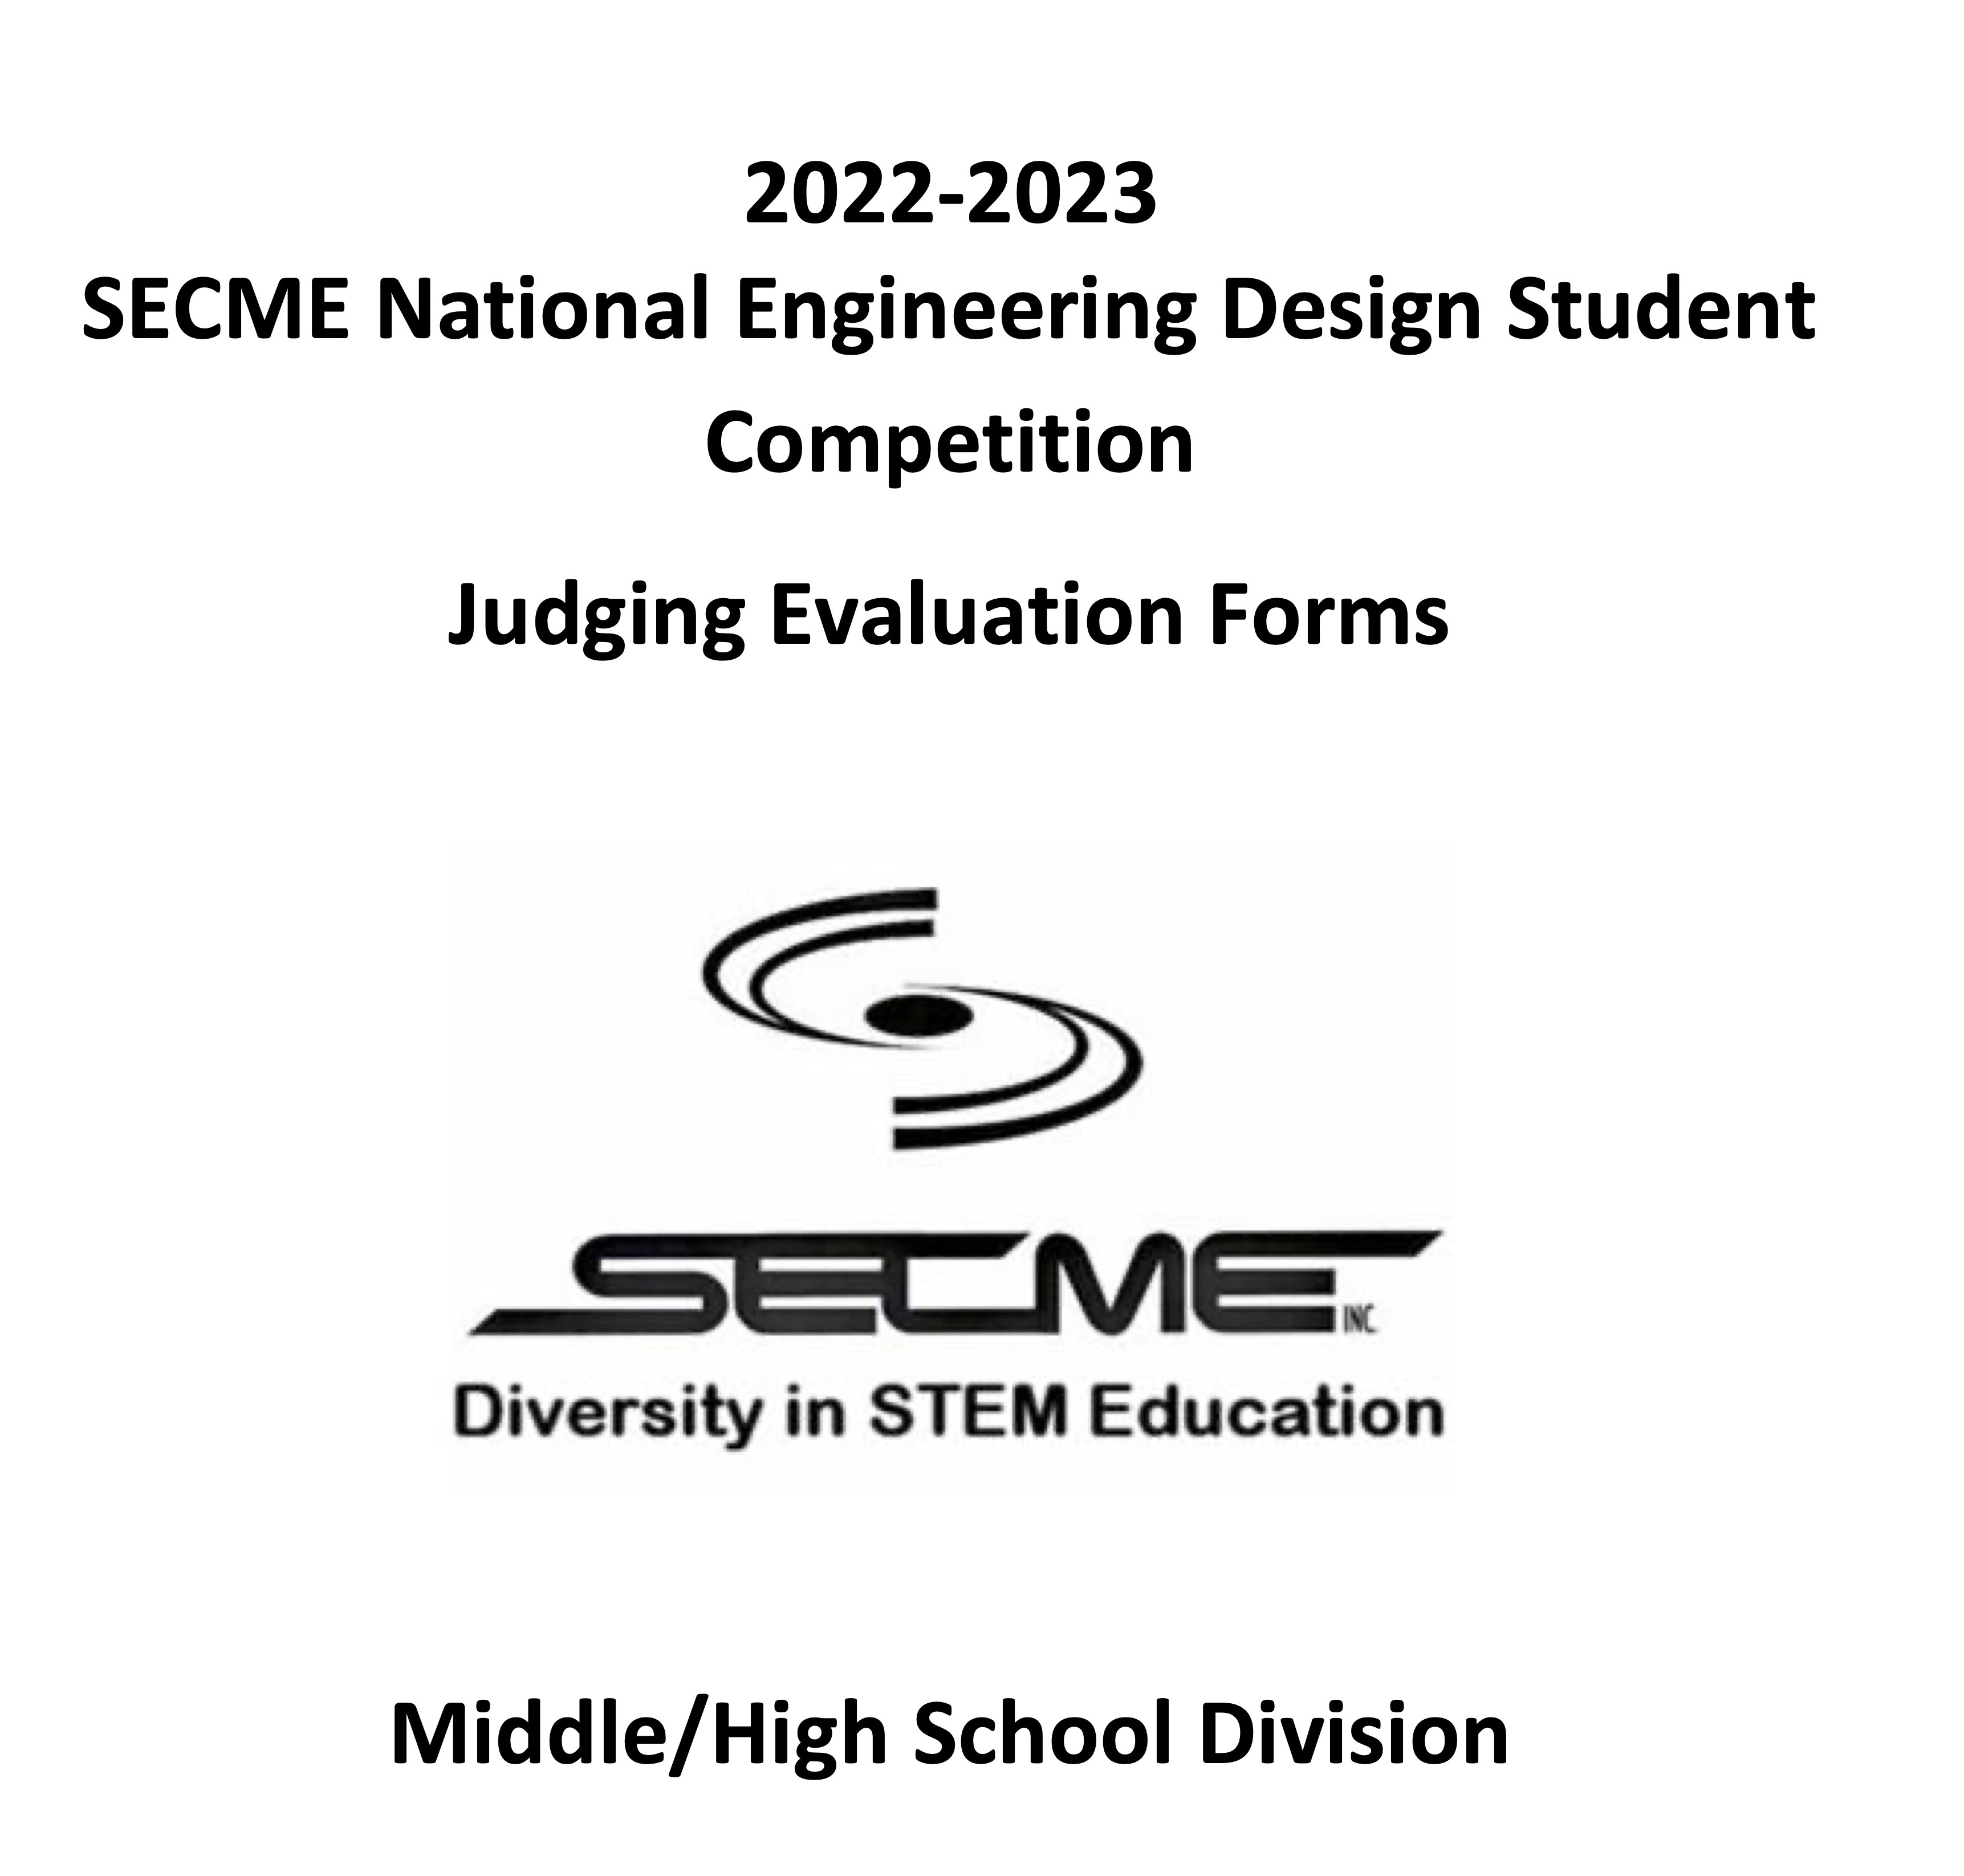 2022-2023
SECME National Engineering Design Student
Competition
Judging Evaluation Forms
SECME INC
Diversity in STEM Education
Middle/High School Division